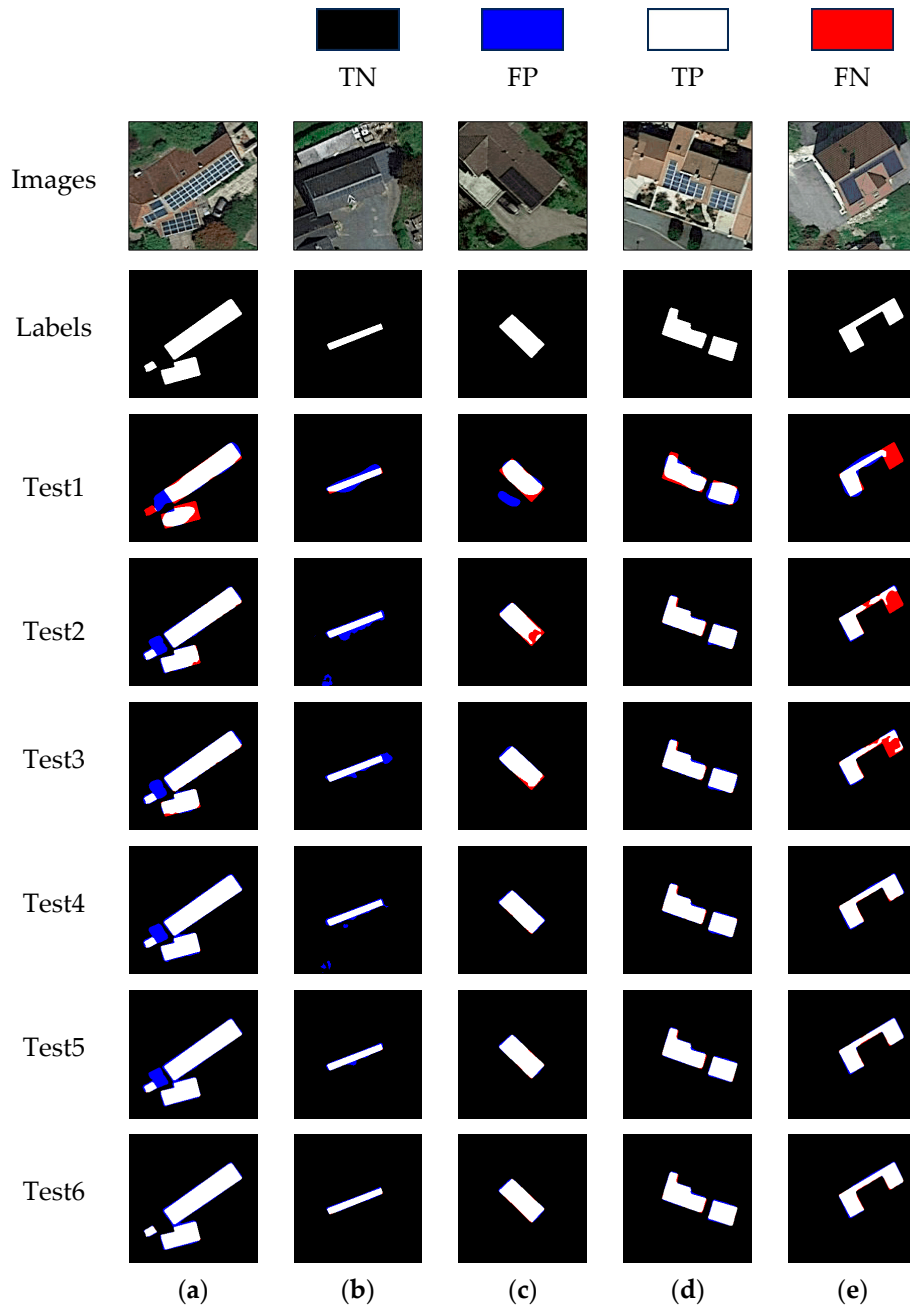 TN FP TP FN
Images
Labels
Test1
Test2
Test3
Test4
Test5
Test6
(a) (b) (c) (d) (e)